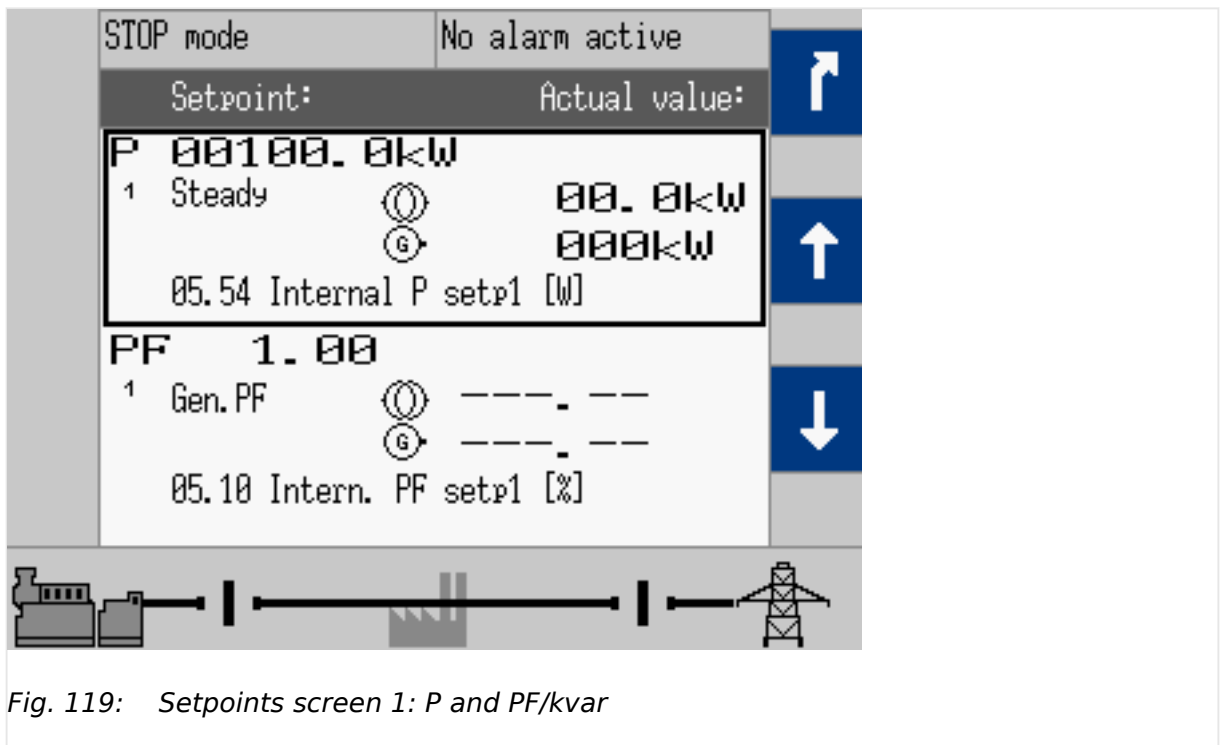 STOP mode No alarm active
Setpoint: Actual value:
P 00100.0kW
1 Steady 00.0kW
G 000kW
05.54 Internal P setp1 [W]
PF 1.00
1 Gen.PF ---.--
G ---.--
05.10 Intern. PF setp1 [%]
Fig. 119: Setpoints screen 1: P and PF/kvar